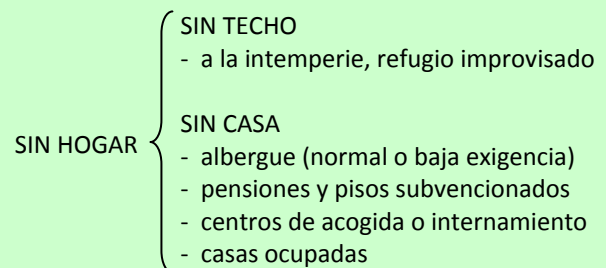 SIN TECHO
- a la intemperie, refugio improvisado
SIN HOGAR
SIN CASA
- albergue (normal o baja exigencia)
- pensiones y pisos subvencionados
- centros de acogida o internamiento
- casas ocupadas